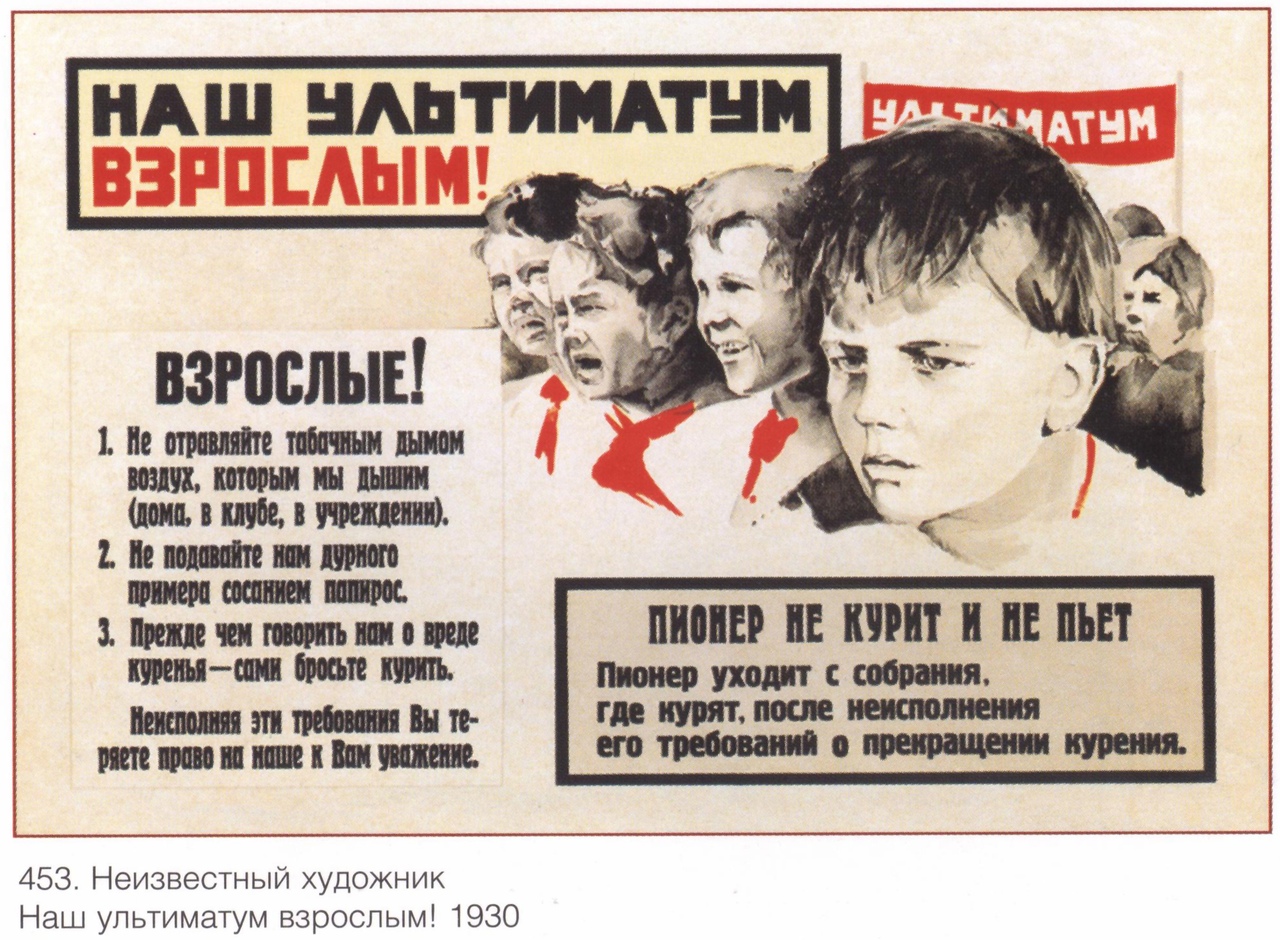 НАШ УЛЬТИМАТУМ
ВЗРОСЛЫМ!
УЛЬТИМАТУМ
ВЗРОСЛЫЕ!
1. Не отравляйте табачным дымом
воздух, которым мы дышим
(дома, в клубе, в учреждении).
2. Не подавайте нам дурного
примера сосанием папирос.
3. Прежде чем говорить нам о вреде
куренья—сами бросьте курить.
Неисполняя эти требования Вы те-
ряете право на наше к Вам уважение.
ПИОНЕР НЕ КУРИТ И НЕ ПЬЕТ
Пионер уходит с собрания,
где курят, после неисполнения
его требований о прекращении курения.
453. Неизвестный художник
Наш ультиматум взрослым! 1930